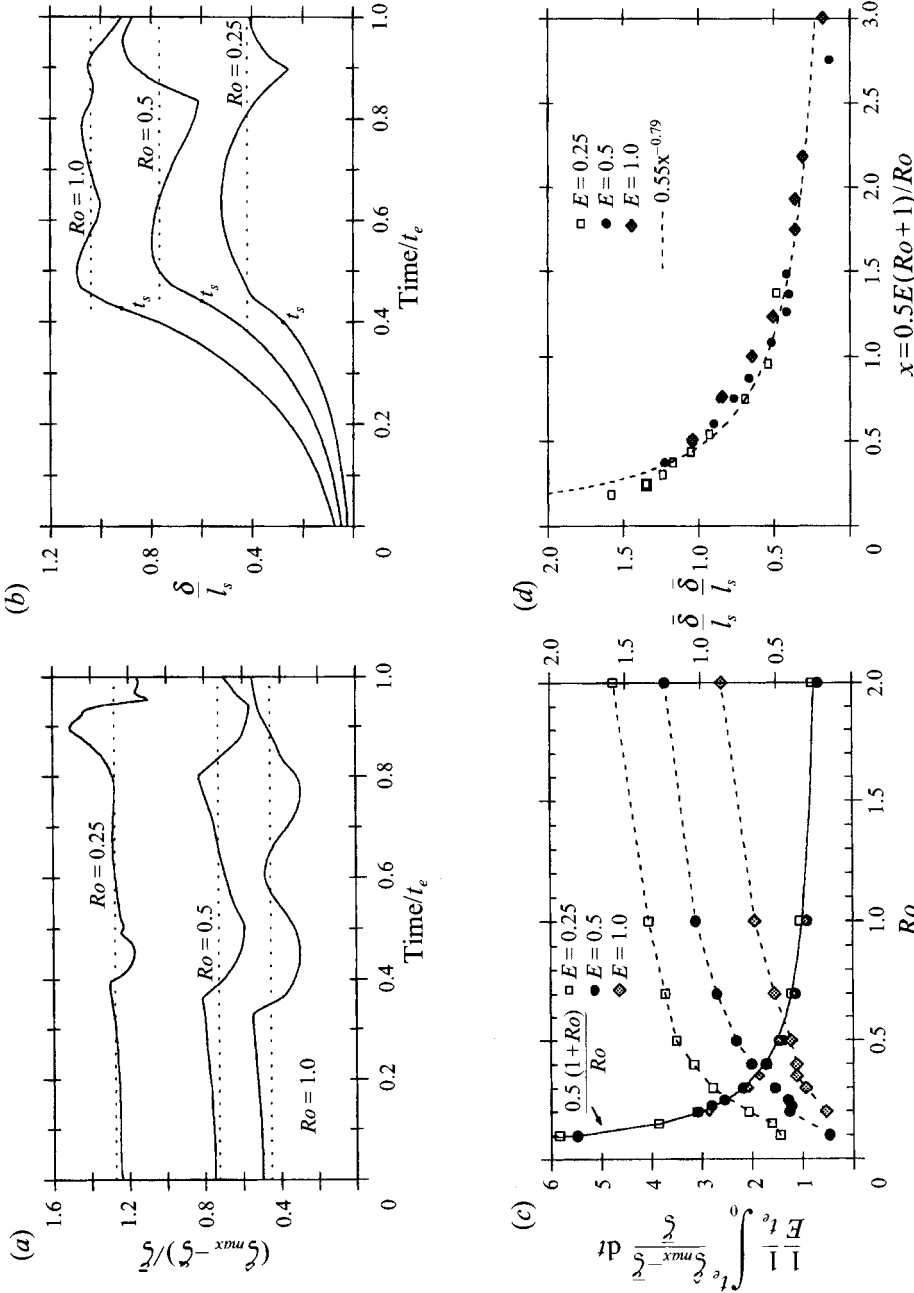 (a)
1.6
1.2
0.8
0.4
(ζ̂max−ζ̄)/ζ̄
Ro = 0.25
Ro = 0.5
Ro = 1.0
0
0.2
0.4
0.6
0.8
1.0
Time/te
(b)
1.2
0.8
0.4
δ
ls
Ro = 1.0
Ro = 0.5
Ro = 0.25
ts
ts
ts
0
0.2
0.4
0.6
0.8
1.0
Time/te
(c)
6
5
4
3
2
1
0
1/E 1/te ∫0^te (ζ̂max−ζ̄)/ζ̄ dt
0.5 (1+Ro)
Ro
E = 0.25
E = 0.5
E = 1.0
2.0
1.5
1.0
0.5
δ̄
ls
0.5
1.0
1.5
2.0
Ro
(d)
2.0
1.5
1.0
0.5
δ̄
ls
E = 0.25
E = 0.5
E = 1.0
0.55x−0.79
0
0.5
1.0
1.5
2.0
2.5
3.0
x=0.5E(Ro+1)/Ro